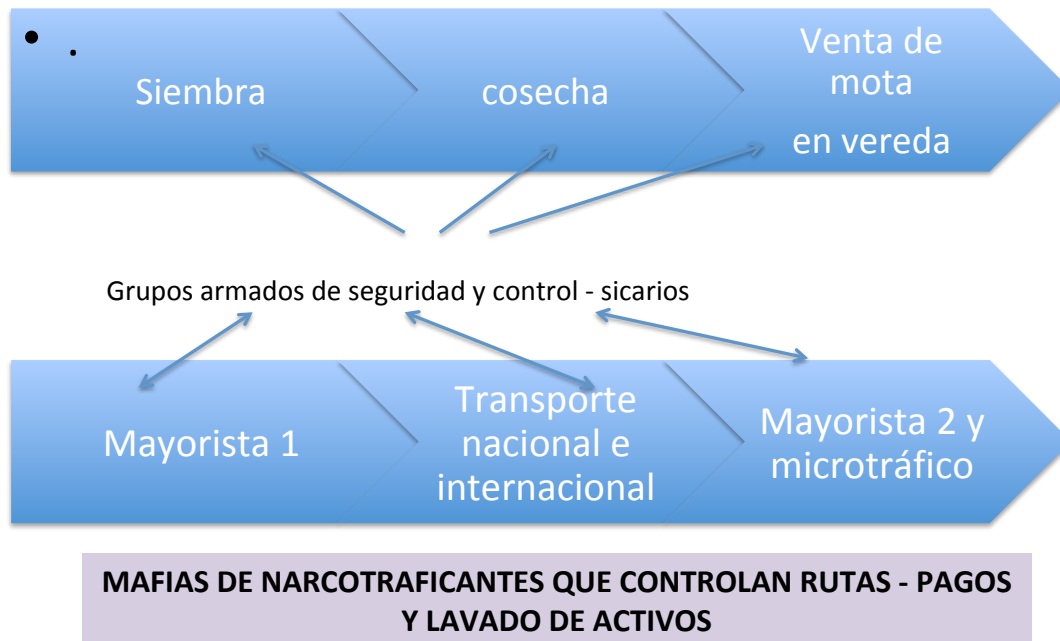 • .
Siembra
cosecha
Venta de
mota
en vereda
Grupos armados de seguridad y control - sicarios
Mayorista 1
Transporte
nacional e
internacional
Mayorista 2 y
microtráfico
MAFIAS DE NARCOTRAFICANTES QUE CONTROLAN RUTAS - PAGOS
Y LAVADO DE ACTIVOS